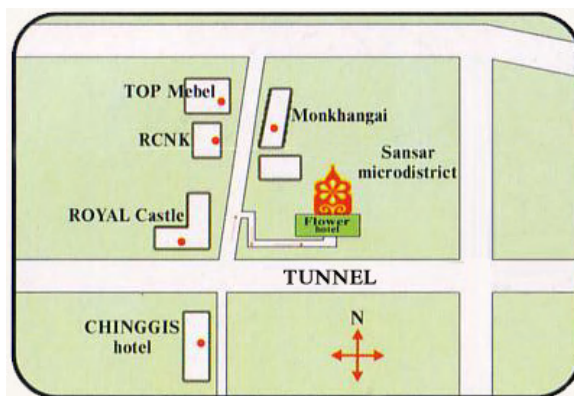 TOP Mebel
Monkhangai
RCNK
Sansar
microdistrict
ROYAL Castle
Flower
hotel
TUNNEL
CHINGGIS
hotel
N